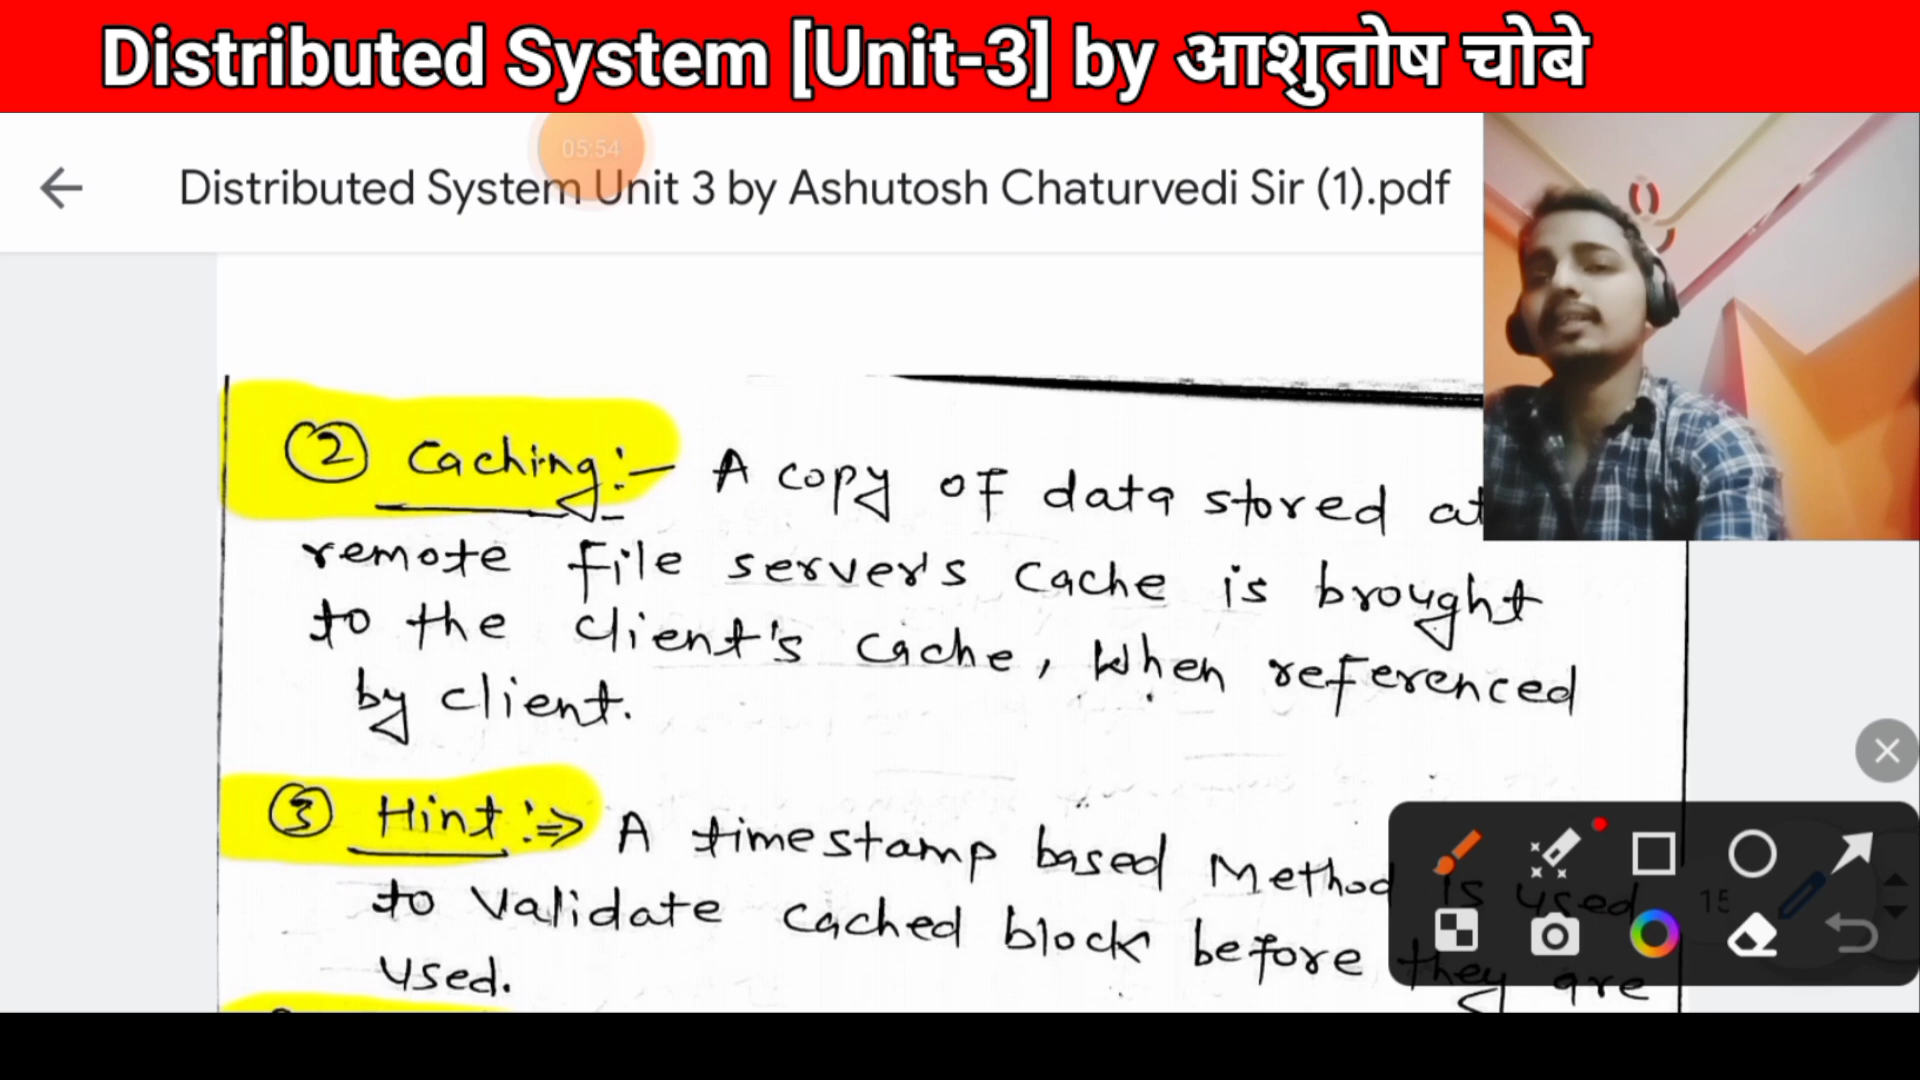 Distributed System [Unit-3] by आशुतोष चोबे
05:54
Distributed System Unit 3 by Ashutosh Chaturvedi Sir (1).pdf
② Caching:- A copy of data stored at
remote file server's cache is brought
to the client's cache, when referenced
by client.
③ Hint:⇒ A timestamp based Method is used
to validate cached block before they are
used.
15